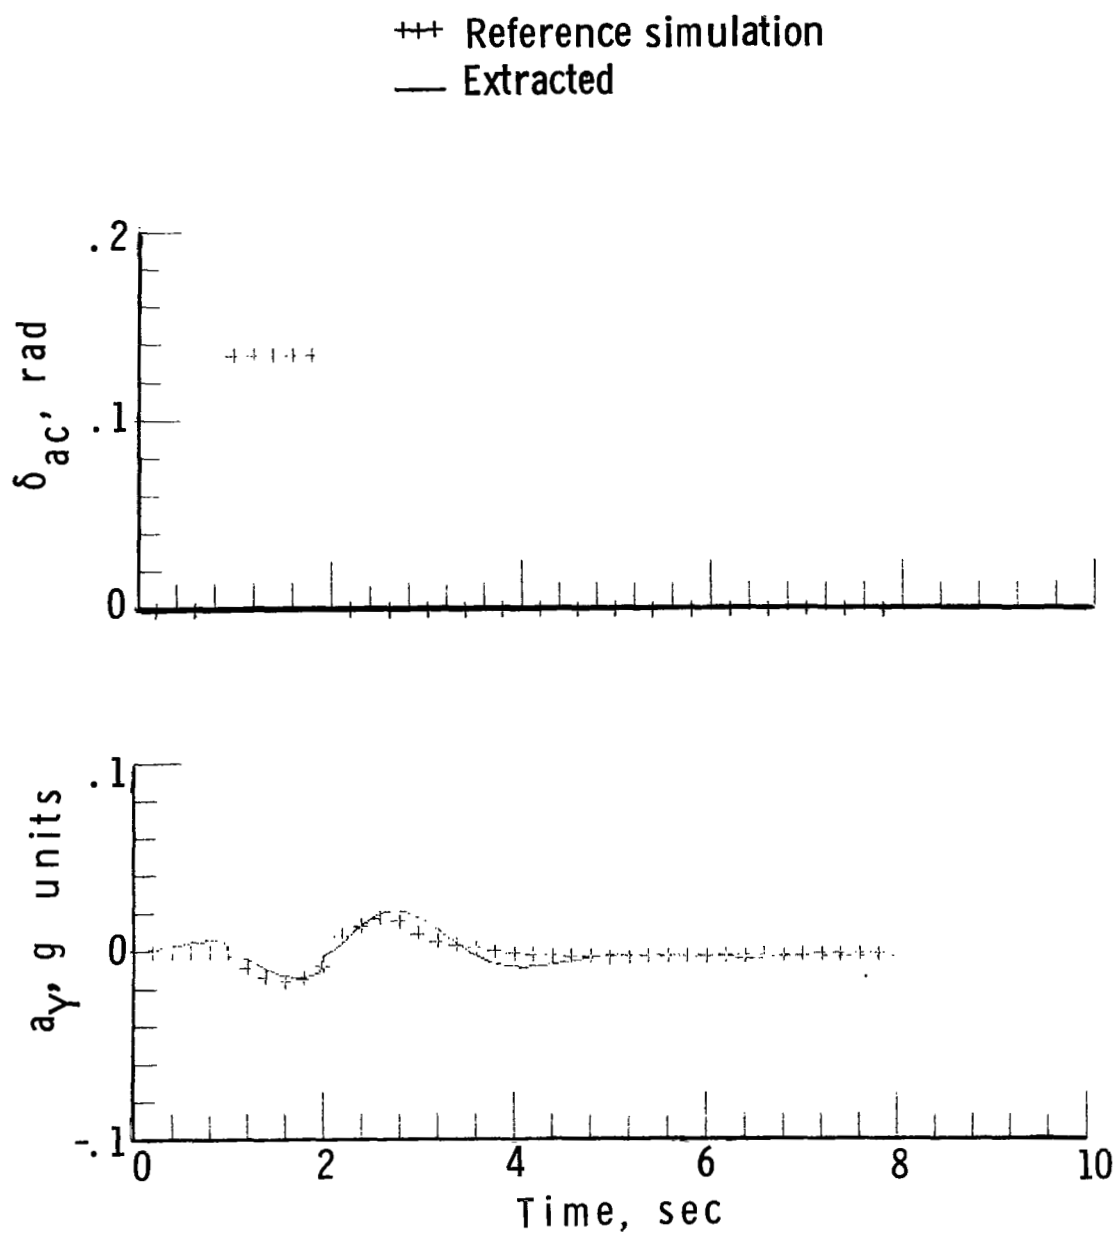 +++ Reference simulation
— Extracted
.2
.1
0
δac, rad
.1
0
-.1
aY, g units
0 2 4 6 8 10
Time, sec